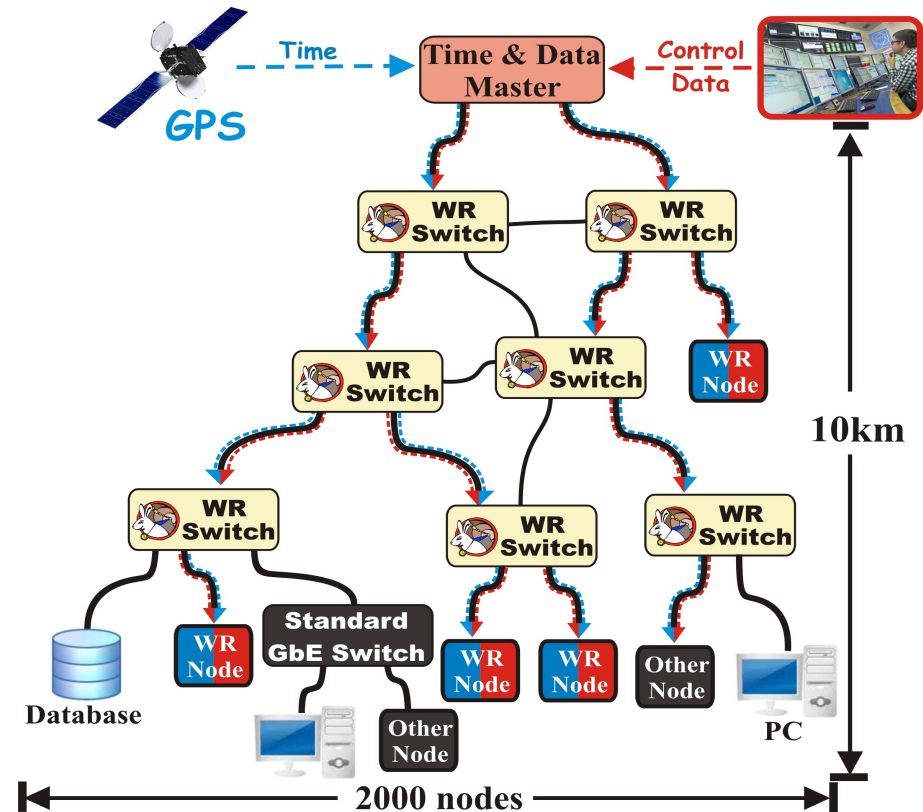 Time
Time & Data
Master
Control
Data
GPS
WR
Switch
WR
Switch
WR
Switch
WR
Switch
WR
Node
10km
WR
Switch
WR
Switch
WR
Switch
Standard
GbE Switch
WR
Node
WR
Node
WR
Node
Other
Node
Database
Other
Node
PC
2000 nodes